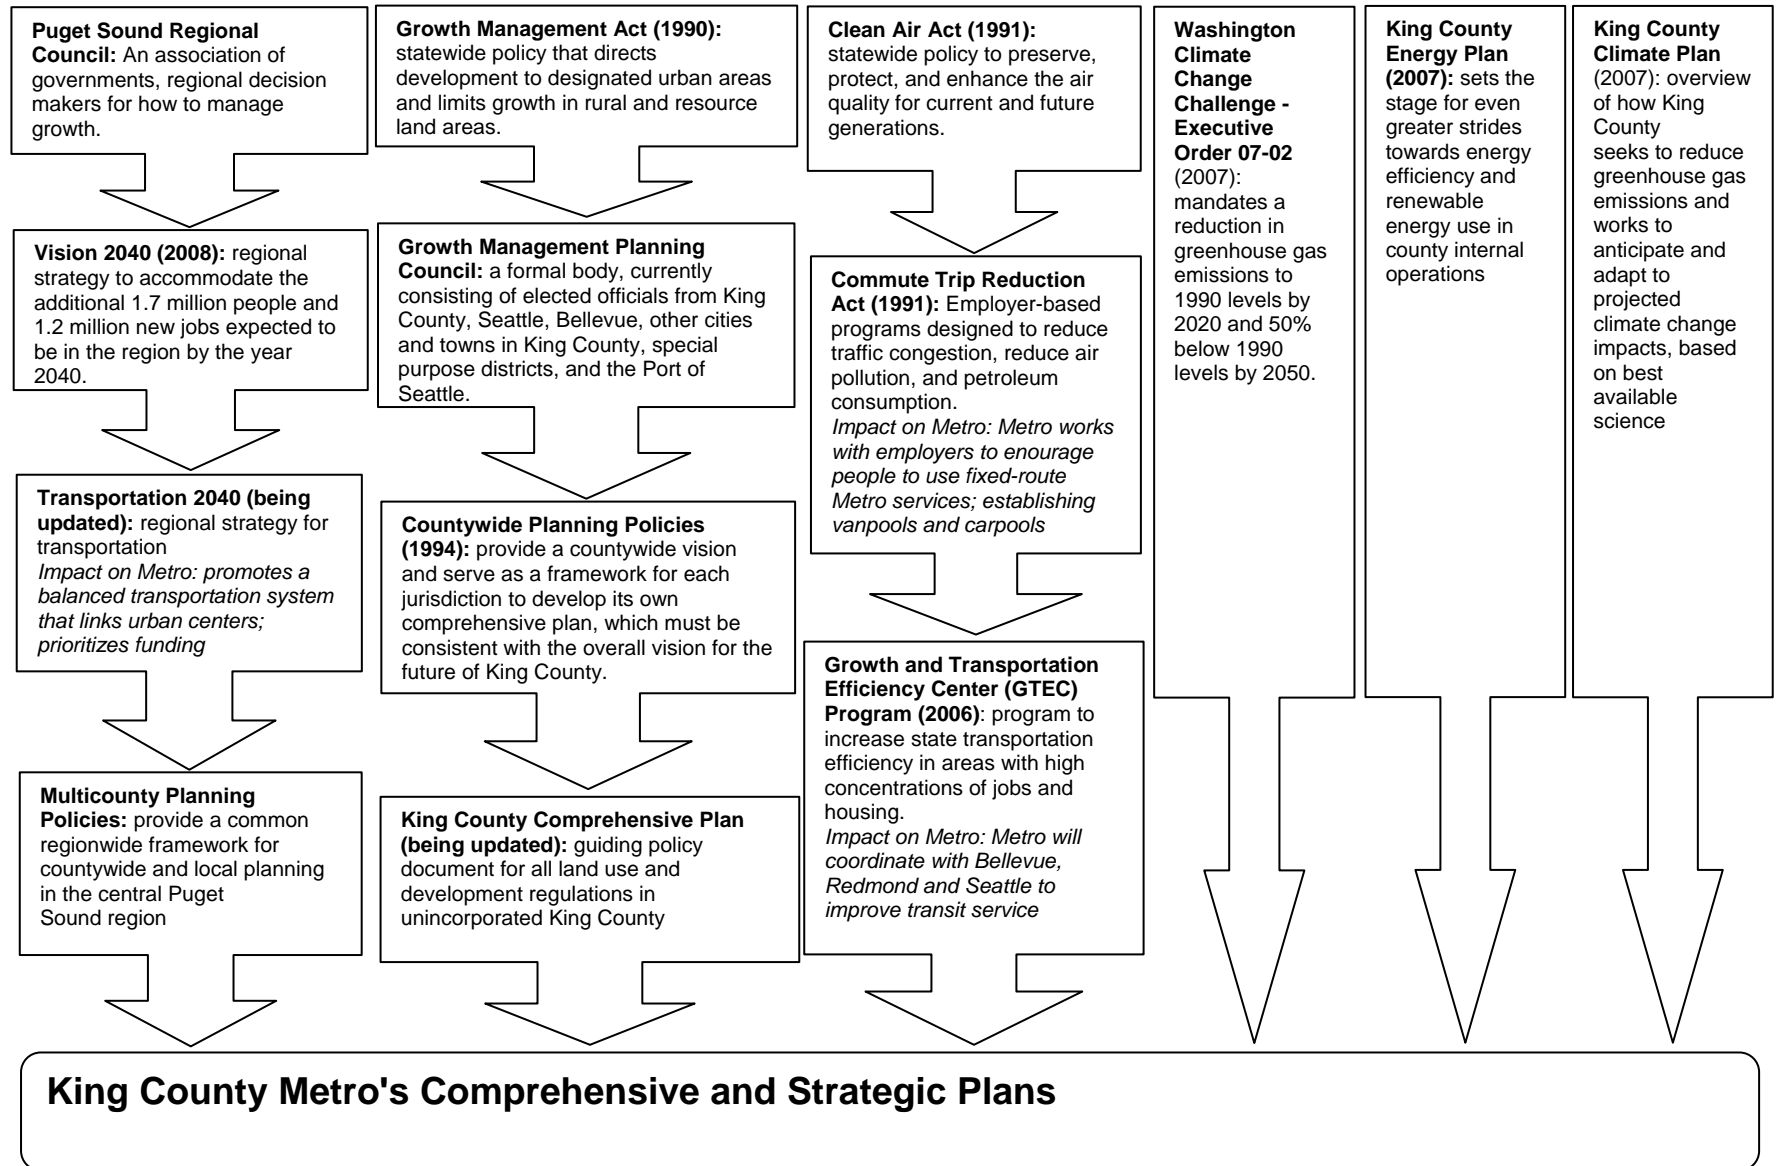 Puget Sound Regional
Council: An association of
governments, regional decision
makers for how to manage
growth.
Vision 2040 (2008): regional
strategy to accommodate the
additional 1.7 million people and
1.2 million new jobs expected to
be in the region by the year
2040.
Transportation 2040 (being
updated): regional strategy for
transportation
Impact on Metro: promotes a
balanced transportation system
that links urban centers;
prioritizes funding
Multicounty Planning
Policies: provide a common
regionwide framework for
countywide and local planning
in the central Puget
Sound region
Growth Management Act (1990):
statewide policy that directs
development to designated urban areas
and limits growth in rural and resource
land areas.
Growth Management Planning
Council: a formal body, currently
consisting of elected officials from King
County, Seattle, Bellevue, other cities
and towns in King County, special
purpose districts, and the Port of
Seattle.
Countywide Planning Policies
(1994): provide a countywide vision
and serve as a framework for each
jurisdiction to develop its own
comprehensive plan, which must be
consistent with the overall vision for the
future of King County.
King County Comprehensive Plan
(being updated): guiding policy
document for all land use and
development regulations in
unincorporated King County
Clean Air Act (1991):
statewide policy to preserve,
protect, and enhance the air
quality for current and future
generations.
Commute Trip Reduction
Act (1991): Employer-based
programs designed to reduce
traffic congestion, reduce air
pollution, and petroleum
consumption.
Impact on Metro: Metro works
with employers to enourage
people to use fixed-route
Metro services; establishing
vanpools and carpools
Growth and Transportation
Efficiency Center (GTEC)
Program (2006): program to
increase state transportation
efficiency in areas with high
concentrations of jobs and
housing.
Impact on Metro: Metro will
coordinate with Bellevue,
Redmond and Seattle to
improve transit service
Washington
Climate
Change
Challenge -
Executive
Order 07-02
(2007):
mandates a
reduction in
greenhouse gas
emissions to
1990 levels by
2020 and 50%
below 1990
levels by 2050.
King County
Energy Plan
(2007): sets the
stage for even
greater strides
towards energy
efficiency and
renewable
energy use in
county internal
operations
King County
Climate Plan
(2007): overview
of how King
County
seeks to reduce
greenhouse gas
emissions and
works to
anticipate and
adapt to
projected
climate change
impacts, based
on best
available
science
King County Metro's Comprehensive and Strategic Plans